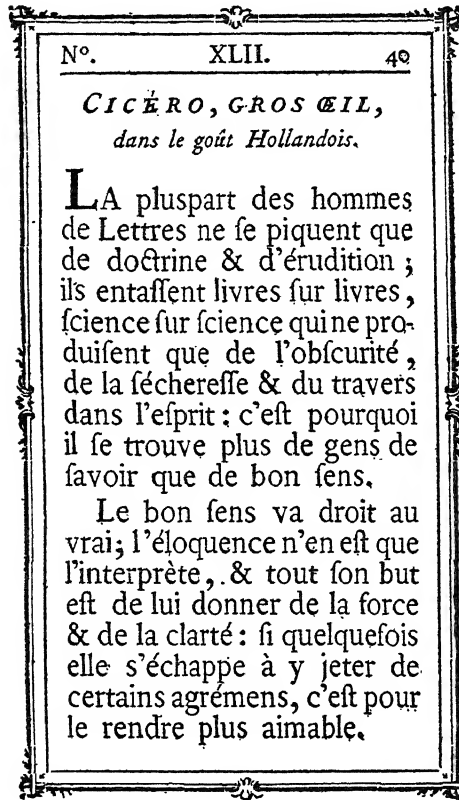 Nº. XLII. 40
CICÉRO, GROS ŒIL,
dans le goût Hollandois.
LA pluspart des hommes
de Lettres ne ſe piquent que
de doctrine & d'érudition ;
ils entaſſent livres ſur livres,
ſcience ſur ſcience qui ne pro-
duiſent que de l'obſcurité,
de la ſéchereſſe & du travers
dans l'eſprit : c'eſt pourquoi
il ſe trouve plus de gens de
ſavoir que de bon ſens.
Le bon ſens va droit au
vrai; l'éloquence n'en eſt que
l'interprète, & tout ſon but
eſt de lui donner de la force
& de la clarté : ſi quelquefois
elle s'échappe à y jeter de
certains agrémens, c'eſt pour
le rendre plus aimable.